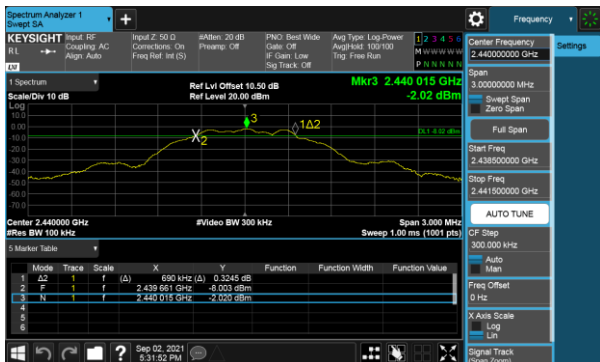 Spectrum Analyzer 1
Swept SA
Frequency
Settings
KEYSIGHT
RL
LXI
Input: RF
Coupling: AC
Align: Auto
Input Z: 50 Ω
Corrections: On
Freq Ref: Int (S)
#Atten: 20 dB
Preamp: Off
PNO: Best Wide
Gate: Off
IF Gain: Low
Sig Track: Off
Avg Type: Log-Power
Avg|Hold: 100/100
Trig: Free Run
1 2 3 4 5 6
M W W W W W
P N N N N N
1 Spectrum
Scale/Div 10 dB
Ref Lvl Offset 10.50 dB
Ref Level 20.00 dBm
Mkr3 2.440 015 GHz
-2.02 dBm
Log
10.0
0.00
-10.0
-20.0
-30.0
-40.0
-50.0
-60.0
-70.0
X2
3
1Δ2
DL1 -8.02 dBm
Center 2.440000 GHz
#Video BW 300 kHz
Span 3.000 MHz
#Res BW 100 kHz
Sweep 1.00 ms (1001 pts)
5 Marker Table
Mode Trace Scale X Y Function Function Width Function Value
1 Δ2 1 f (Δ) 690 kHz (Δ) 0.3245 dB
2 F 1 f 2.439 661 GHz -8.003 dBm
3 N 1 f 2.440 015 GHz -2.020 dBm
4
5
6
Center Frequency
2.440000000 GHz
Span
3.00000000 MHz
Swept Span
Zero Span
Full Span
Start Freq
2.438500000 GHz
Stop Freq
2.441500000 GHz
AUTO TUNE
CF Step
300.000 kHz
Auto
Man
Freq Offset
0 Hz
X Axis Scale
Log
Lin
Signal Track
(Span Zoom)
?
Sep 02, 2021
5:31:52 PM